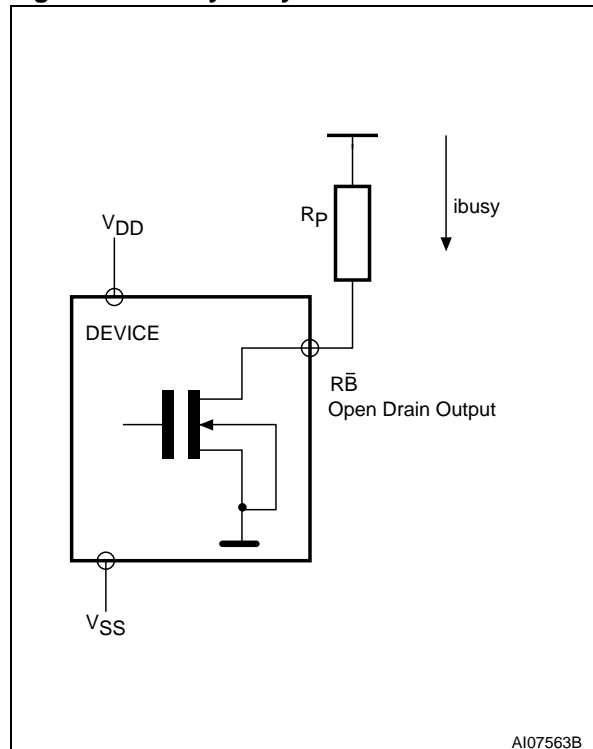 RP
ibusy
VDD
DEVICE
RB̅
Open Drain Output
VSS
AI07563B